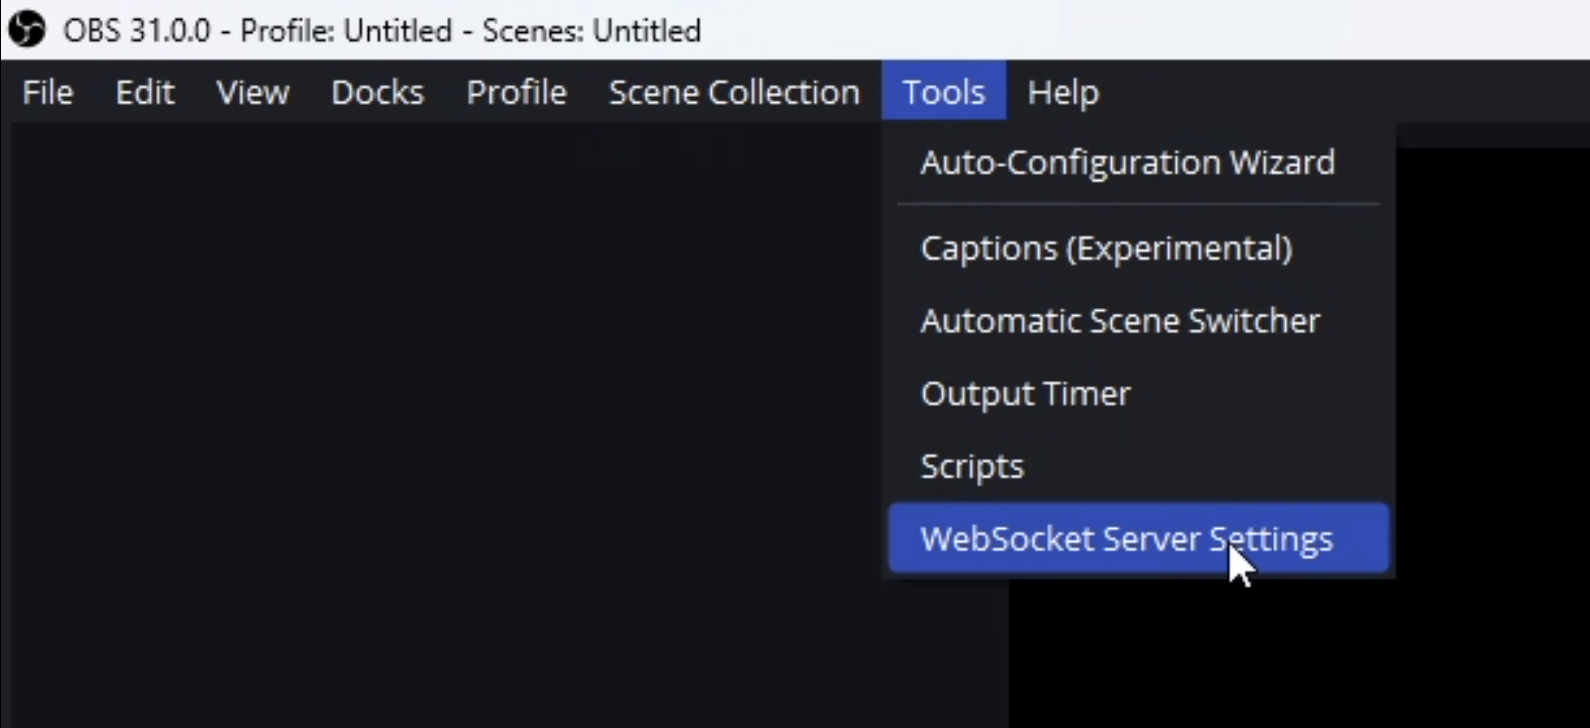 OBS 31.0.0 - Profile: Untitled - Scenes: Untitled
File Edit View Docks Profile Scene Collection Tools Help
Auto-Configuration Wizard
Captions (Experimental)
Automatic Scene Switcher
Output Timer
Scripts
WebSocket Server Settings